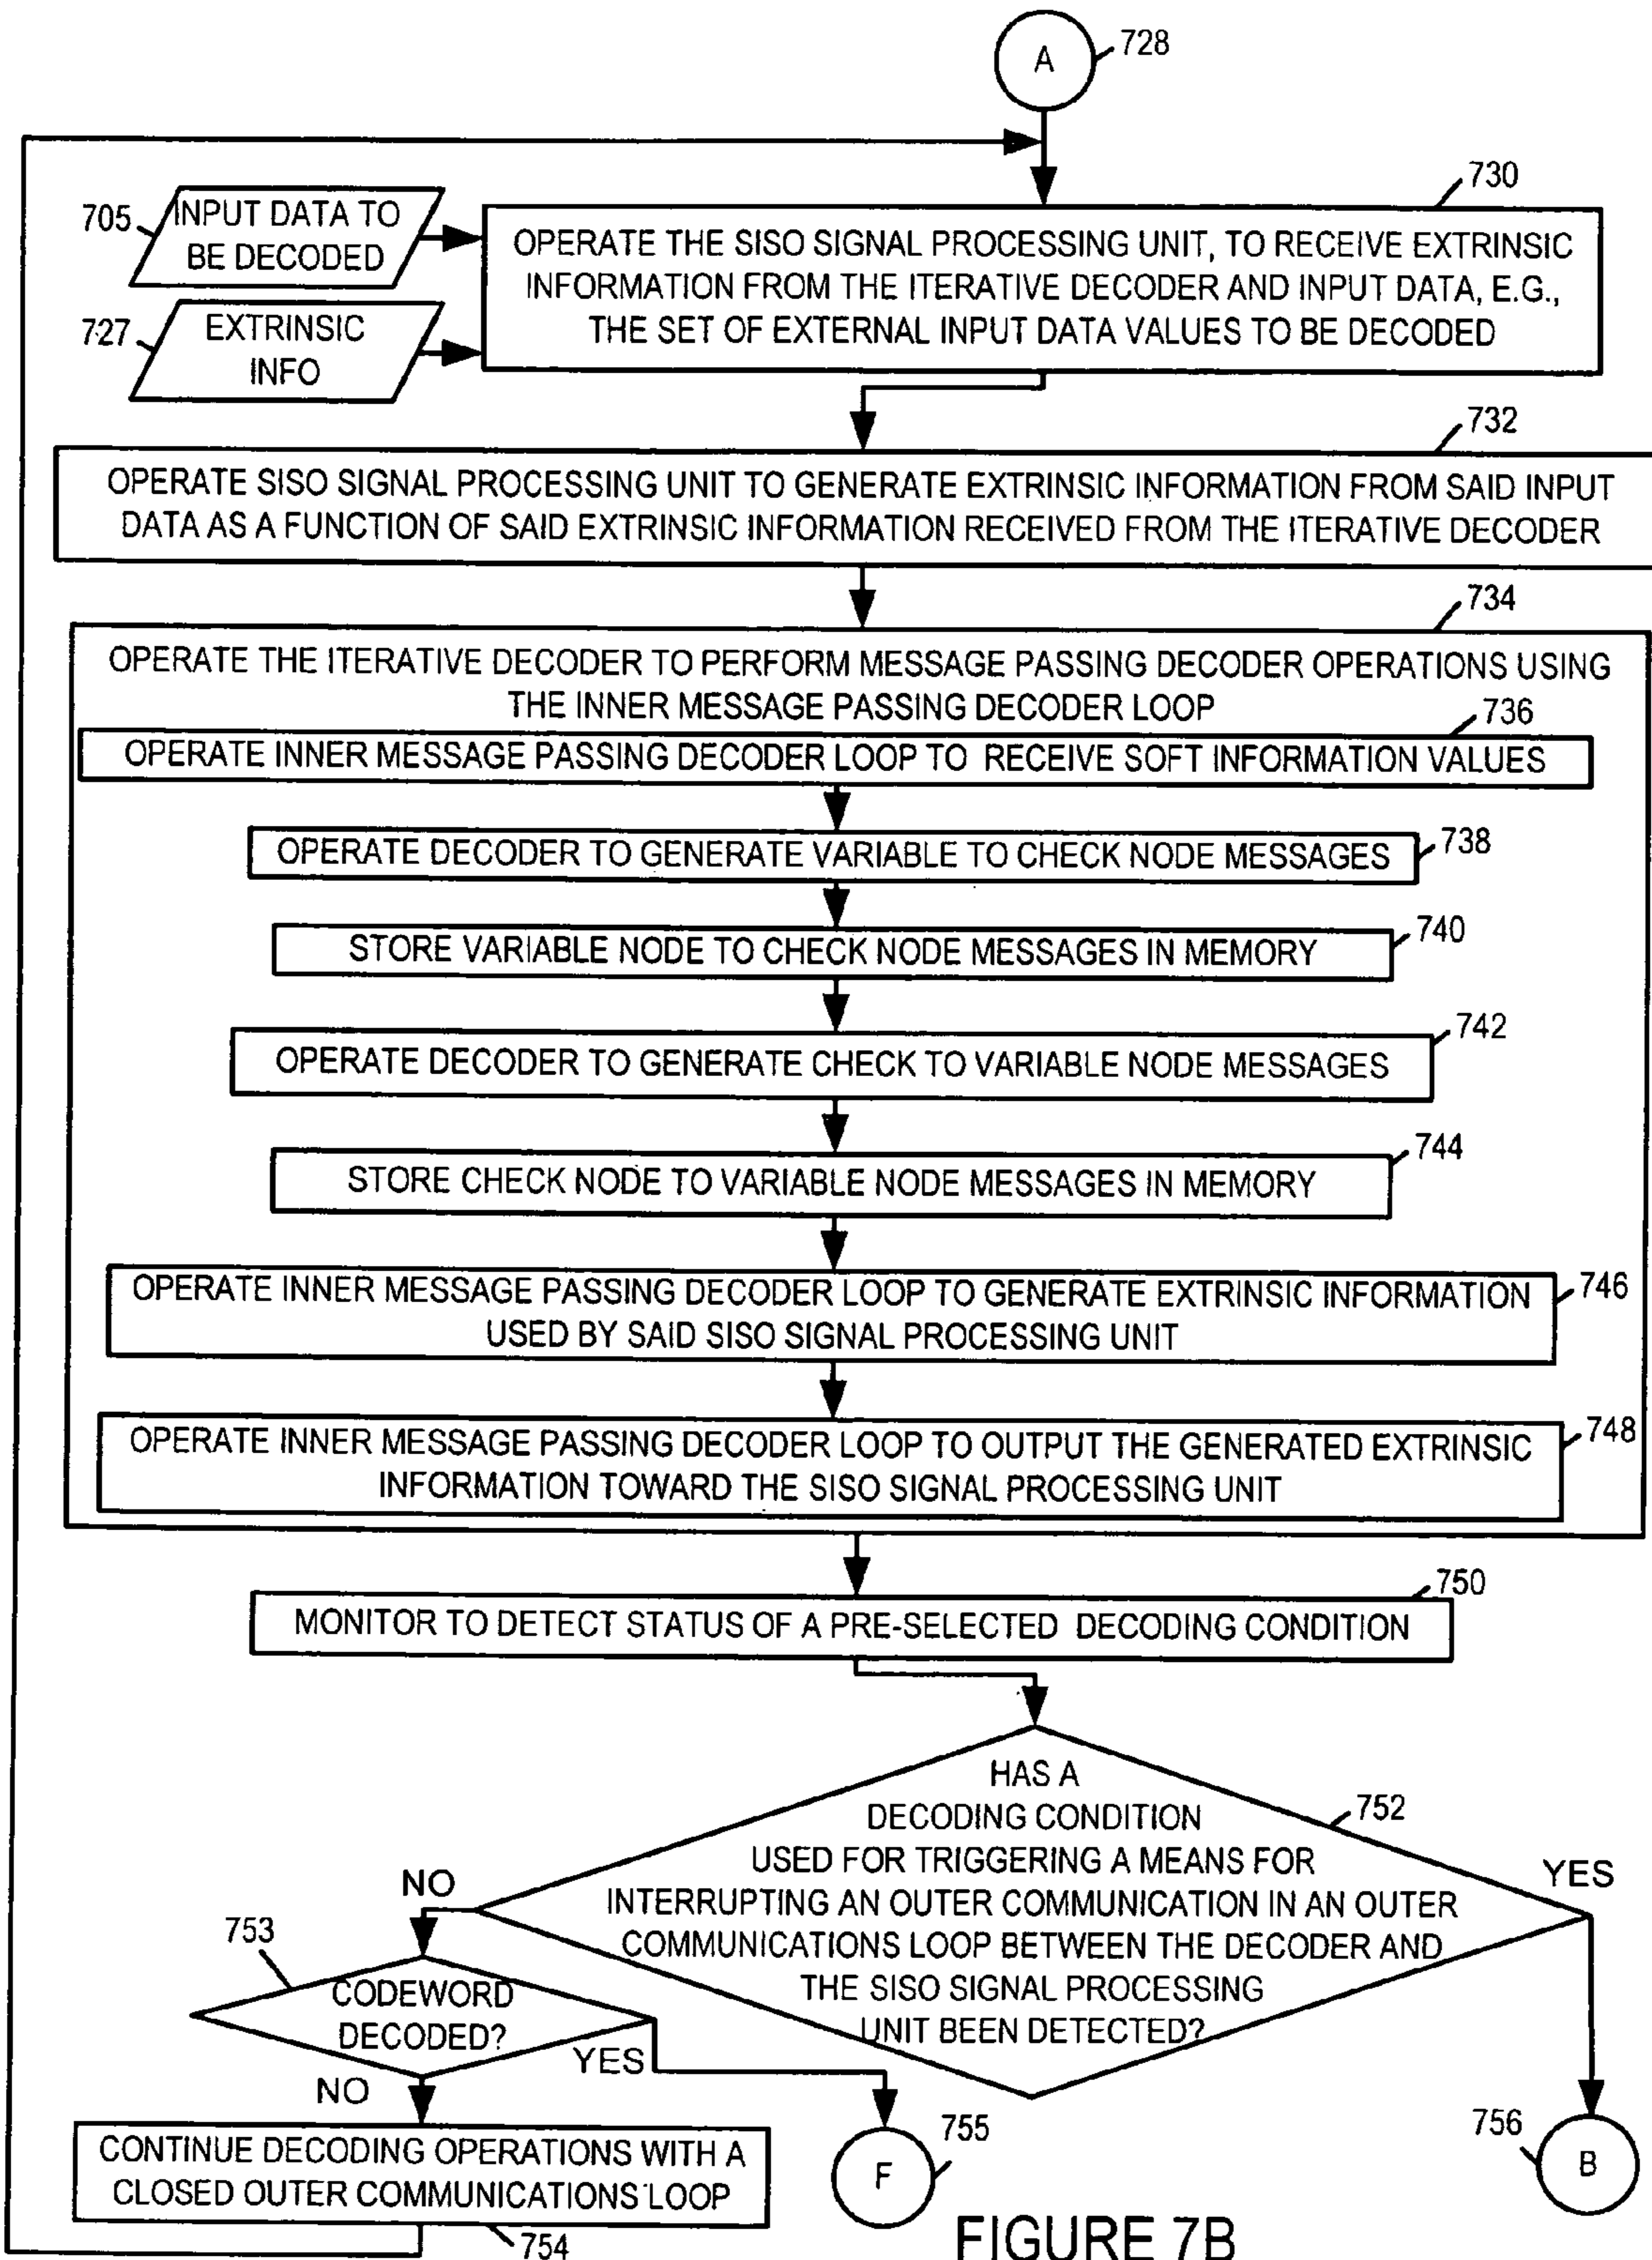 A
728
730
705
INPUT DATA TO
BE DECODED
727
EXTRINSIC
INFO
OPERATE THE SISO SIGNAL PROCESSING UNIT, TO RECEIVE EXTRINSIC
INFORMATION FROM THE ITERATIVE DECODER AND INPUT DATA, E.G.,
THE SET OF EXTERNAL INPUT DATA VALUES TO BE DECODED
732
OPERATE SISO SIGNAL PROCESSING UNIT TO GENERATE EXTRINSIC INFORMATION FROM SAID INPUT
DATA AS A FUNCTION OF SAID EXTRINSIC INFORMATION RECEIVED FROM THE ITERATIVE DECODER
734
OPERATE THE ITERATIVE DECODER TO PERFORM MESSAGE PASSING DECODER OPERATIONS USING
THE INNER MESSAGE PASSING DECODER LOOP
736
OPERATE INNER MESSAGE PASSING DECODER LOOP TO RECEIVE SOFT INFORMATION VALUES
OPERATE DECODER TO GENERATE VARIABLE TO CHECK NODE MESSAGES
738
STORE VARIABLE NODE TO CHECK NODE MESSAGES IN MEMORY
740
OPERATE DECODER TO GENERATE CHECK TO VARIABLE NODE MESSAGES
742
STORE CHECK NODE TO VARIABLE NODE MESSAGES IN MEMORY
744
OPERATE INNER MESSAGE PASSING DECODER LOOP TO GENERATE EXTRINSIC INFORMATION
USED BY SAID SISO SIGNAL PROCESSING UNIT
746
OPERATE INNER MESSAGE PASSING DECODER LOOP TO OUTPUT THE GENERATED EXTRINSIC
INFORMATION TOWARD THE SISO SIGNAL PROCESSING UNIT
748
750
MONITOR TO DETECT STATUS OF A PRE-SELECTED DECODING CONDITION
HAS A
DECODING CONDITION
USED FOR TRIGGERING A MEANS FOR
INTERRUPTING AN OUTER COMMUNICATION IN AN OUTER
COMMUNICATIONS LOOP BETWEEN THE DECODER AND
THE SISO SIGNAL PROCESSING
UNIT BEEN DETECTED?
752
NO
YES
753
CODEWORD
DECODED?
YES
NO
CONTINUE DECODING OPERATIONS WITH A
CLOSED OUTER COMMUNICATIONS LOOP
754
F
755
756
B
FIGURE 7B